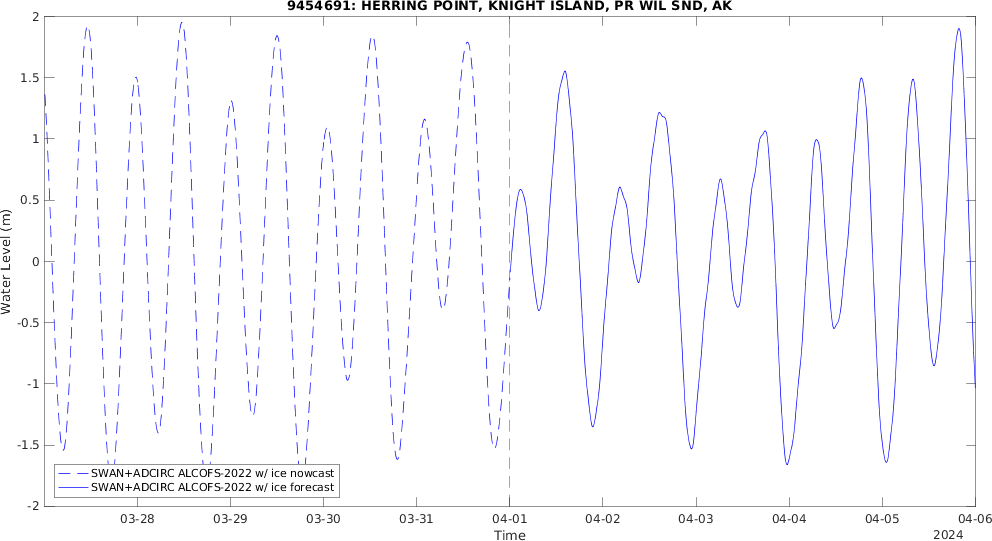 9454691: HERRING POINT, KNIGHT ISLAND, PR WIL SND, AK
2
1.5
1
0.5
0
-0.5
-1
-1.5
-2
Water Level (m)
SWAN+ADCIRC ALCOFS-2022 w/ ice nowcast
SWAN+ADCIRC ALCOFS-2022 w/ ice forecast
03-28 03-29 03-30 03-31 04-01 04-02 04-03 04-04 04-05 04-06
Time
2024